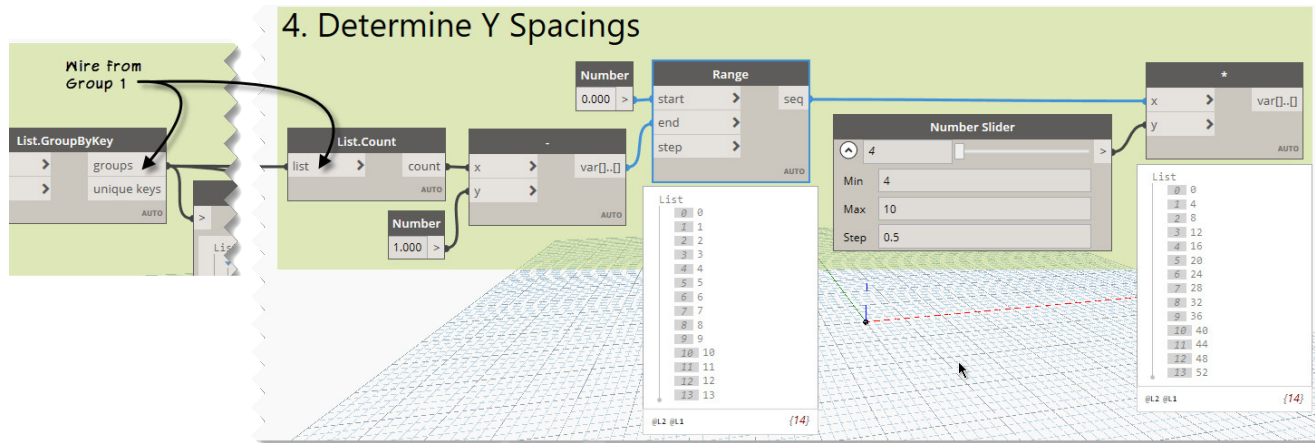 4. Determine Y Spacings
Wire from
Group 1
List.GroupByKey
> groups
> unique keys
AUTO
>
List
List.Count
list > count
AUTO
-
x > var[]..[]
y >
AUTO
Number
1.000 >
Number
0.000 >
Range
start > seq
end >
step >
AUTO
List
0 0
1 1
2 2
3 3
4 4
5 5
6 6
7 7
8 8
9 9
10 10
11 11
12 12
13 13
@L2 @L1 {14}
Number Slider
4 >
Min 4
Max 10
Step 0.5
*
x > var[]..[]
y >
AUTO
List
0 0
1 4
2 8
3 12
4 16
5 20
6 24
7 28
8 32
9 36
10 40
11 44
12 48
13 52
@L2 @L1 {14}